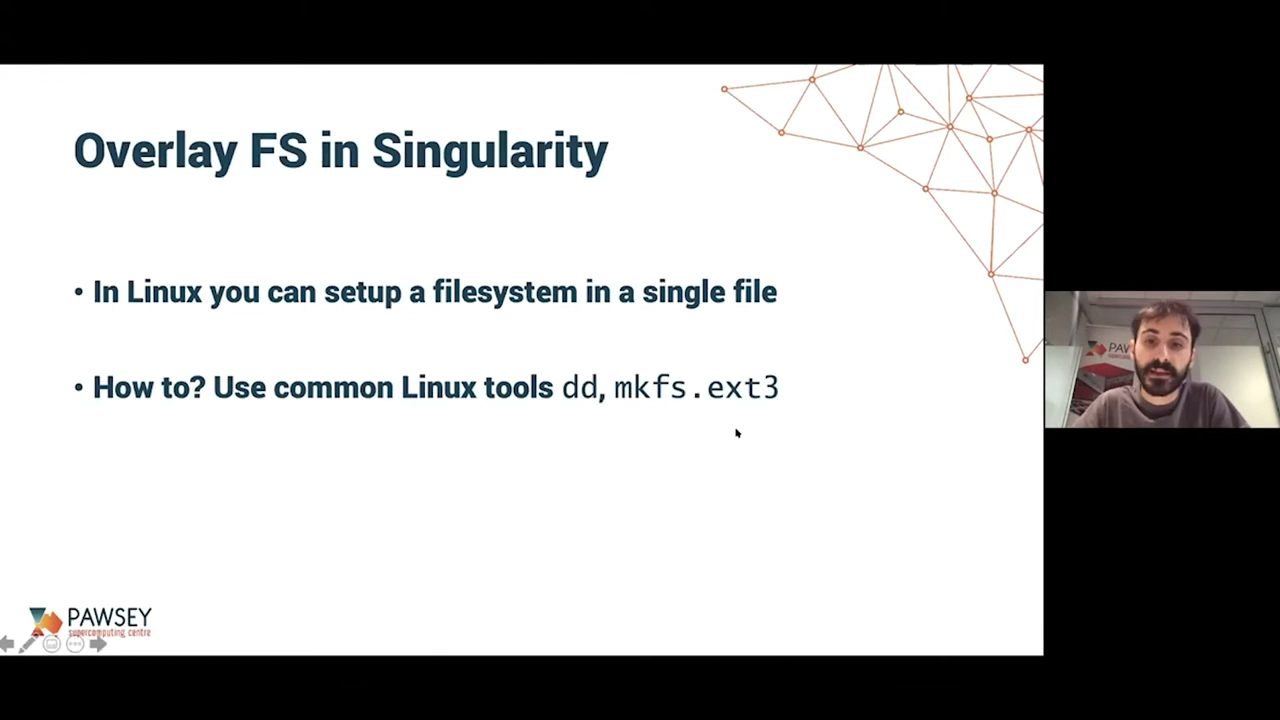 Overlay FS in Singularity
• In Linux you can setup a filesystem in a single file
• How to? Use common Linux tools dd, mkfs.ext3
PAWSEY
supercomputing centre
PAW